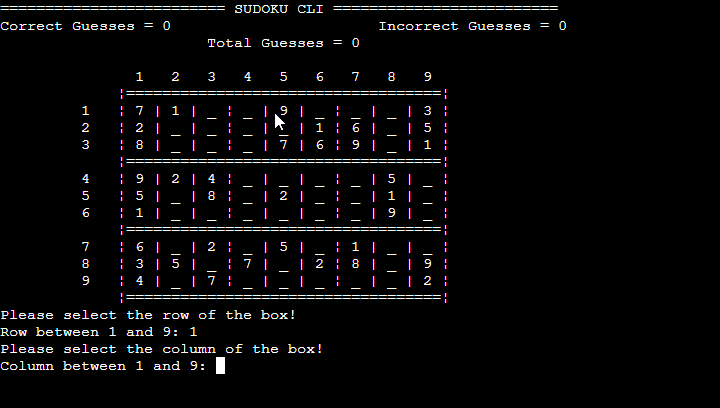 ========================= SUDOKU CLI =========================
Correct Guesses = 0 Incorrect Guesses = 0
Total Guesses = 0
1 2 3 4 5 6 7 8 9
¦===================================¦
1 ¦ 7 | 1 | _ ¦ _ | 9 | _ ¦ _ | _ | 3 ¦
2 ¦ 2 | _ | _ ¦ _ | _ | 1 ¦ 6 | _ | 5 ¦
3 ¦ 8 | _ | _ ¦ _ | 7 | 6 ¦ 9 | _ | 1 ¦
¦===================================¦
4 ¦ 9 | 2 | 4 ¦ _ | _ | _ ¦ _ | 5 | _ ¦
5 ¦ 5 | _ | 8 ¦ _ | 2 | _ ¦ _ | 1 | _ ¦
6 ¦ 1 | _ | _ ¦ _ | _ | _ ¦ _ | 9 | _ ¦
¦===================================¦
7 ¦ 6 | _ | 2 ¦ _ | 5 | _ ¦ 1 | _ | _ ¦
8 ¦ 3 | 5 | _ ¦ 7 | _ | 2 ¦ 8 | _ | 9 ¦
9 ¦ 4 | _ | 7 ¦ _ | _ | _ ¦ _ | _ | 2 ¦
¦===================================¦
Please select the row of the box!
Row between 1 and 9: 1
Please select the column of the box!
Column between 1 and 9: